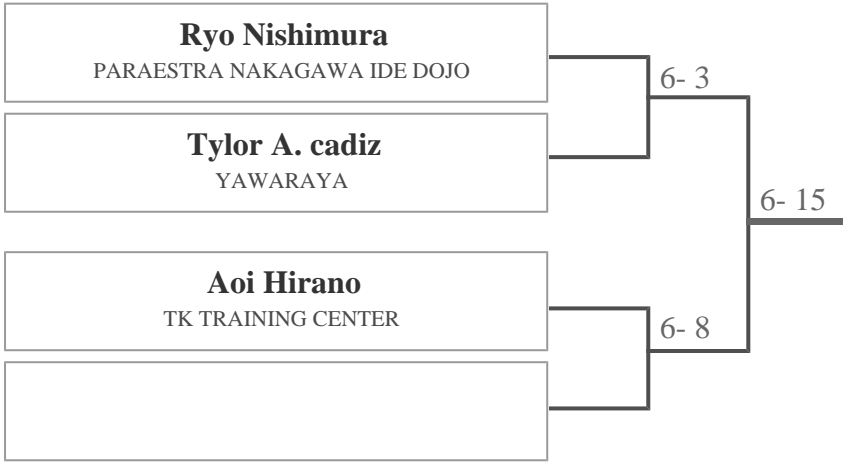 Ryo Nishimura
PARAESTRA NAKAGAWA IDE DOJO
6- 3
Tylor A. cadiz
YAWARAYA
6- 15
Aoi Hirano
TK TRAINING CENTER
6- 8